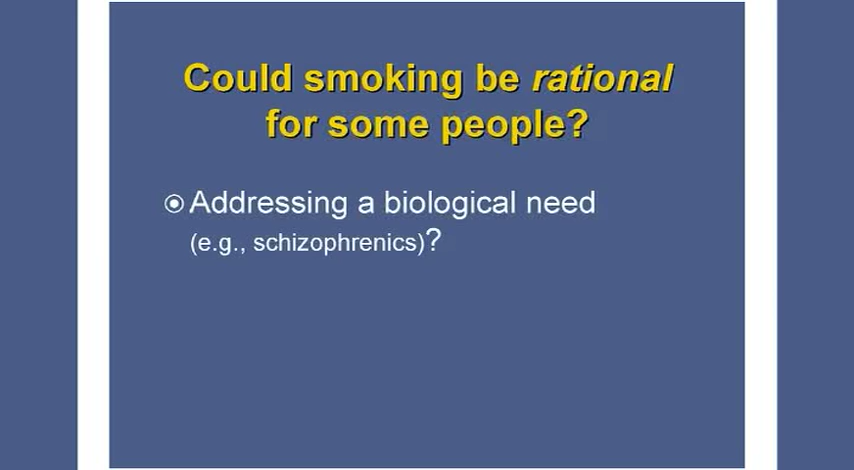 Could smoking be rational
for some people?
Addressing a biological need
(e.g., schizophrenics)?